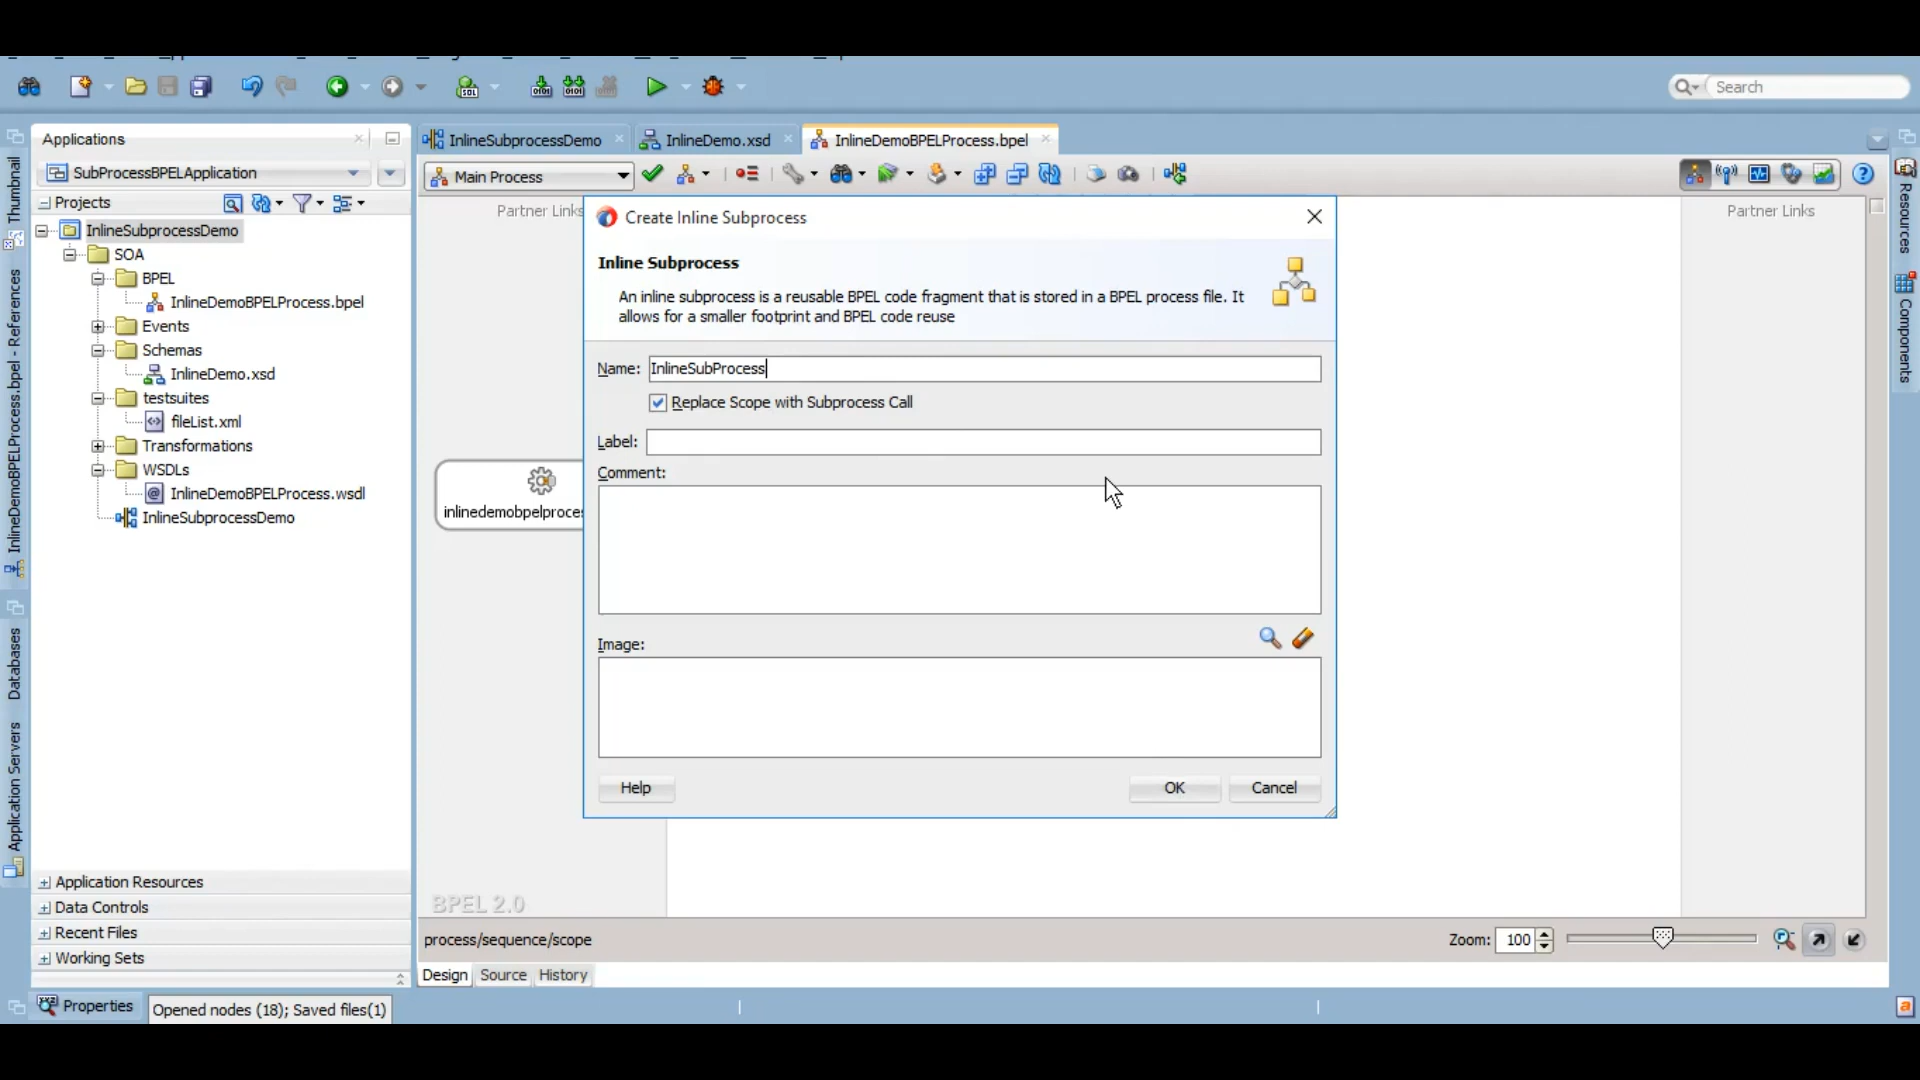 Search
Applications
InlineSubprocessDemo
InlineDemo.xsd
InlineDemoBPELProcess.bpel
SubProcessBPELApplication
Main Process
Projects
Partner Links
Partner Links
InlineSubprocessDemo
SOA
BPEL
InlineDemoBPELProcess.bpel
Events
Schemas
InlineDemo.xsd
testsuites
fileList.xml
Transformations
WSDLs
InlineDemoBPELProcess.wsdl
InlineSubprocessDemo
Application Resources
Data Controls
Recent Files
Working Sets
Thumbnail
InlineDemoBPELProcess.bpel - References
Databases
Application Servers
Resources
Components
Create Inline Subprocess
Inline Subprocess
An inline subprocess is a reusable BPEL code fragment that is stored in a BPEL process file. It
allows for a smaller footprint and BPEL code reuse
Name: InlineSubProcess
Replace Scope with Subprocess Call
Label:
Comment:
Image:
Help
OK
Cancel
inlinedemobpelproces
BPEL 2.0
process/sequence/scope
Zoom: 100
Design
Source
History
Properties
Opened nodes (18); Saved files(1)